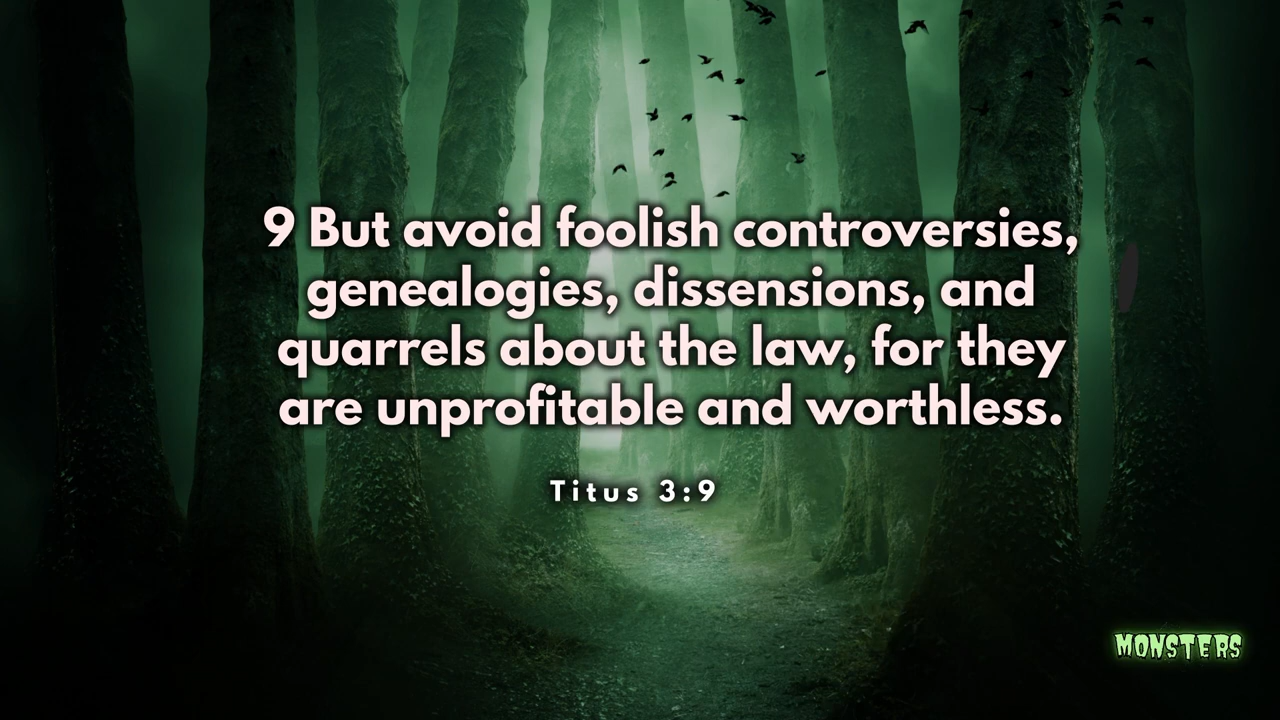 9 But avoid foolish controversies,
genealogies, dissensions, and
quarrels about the law, for they
are unprofitable and worthless.
Titus 3:9
MONSTERS